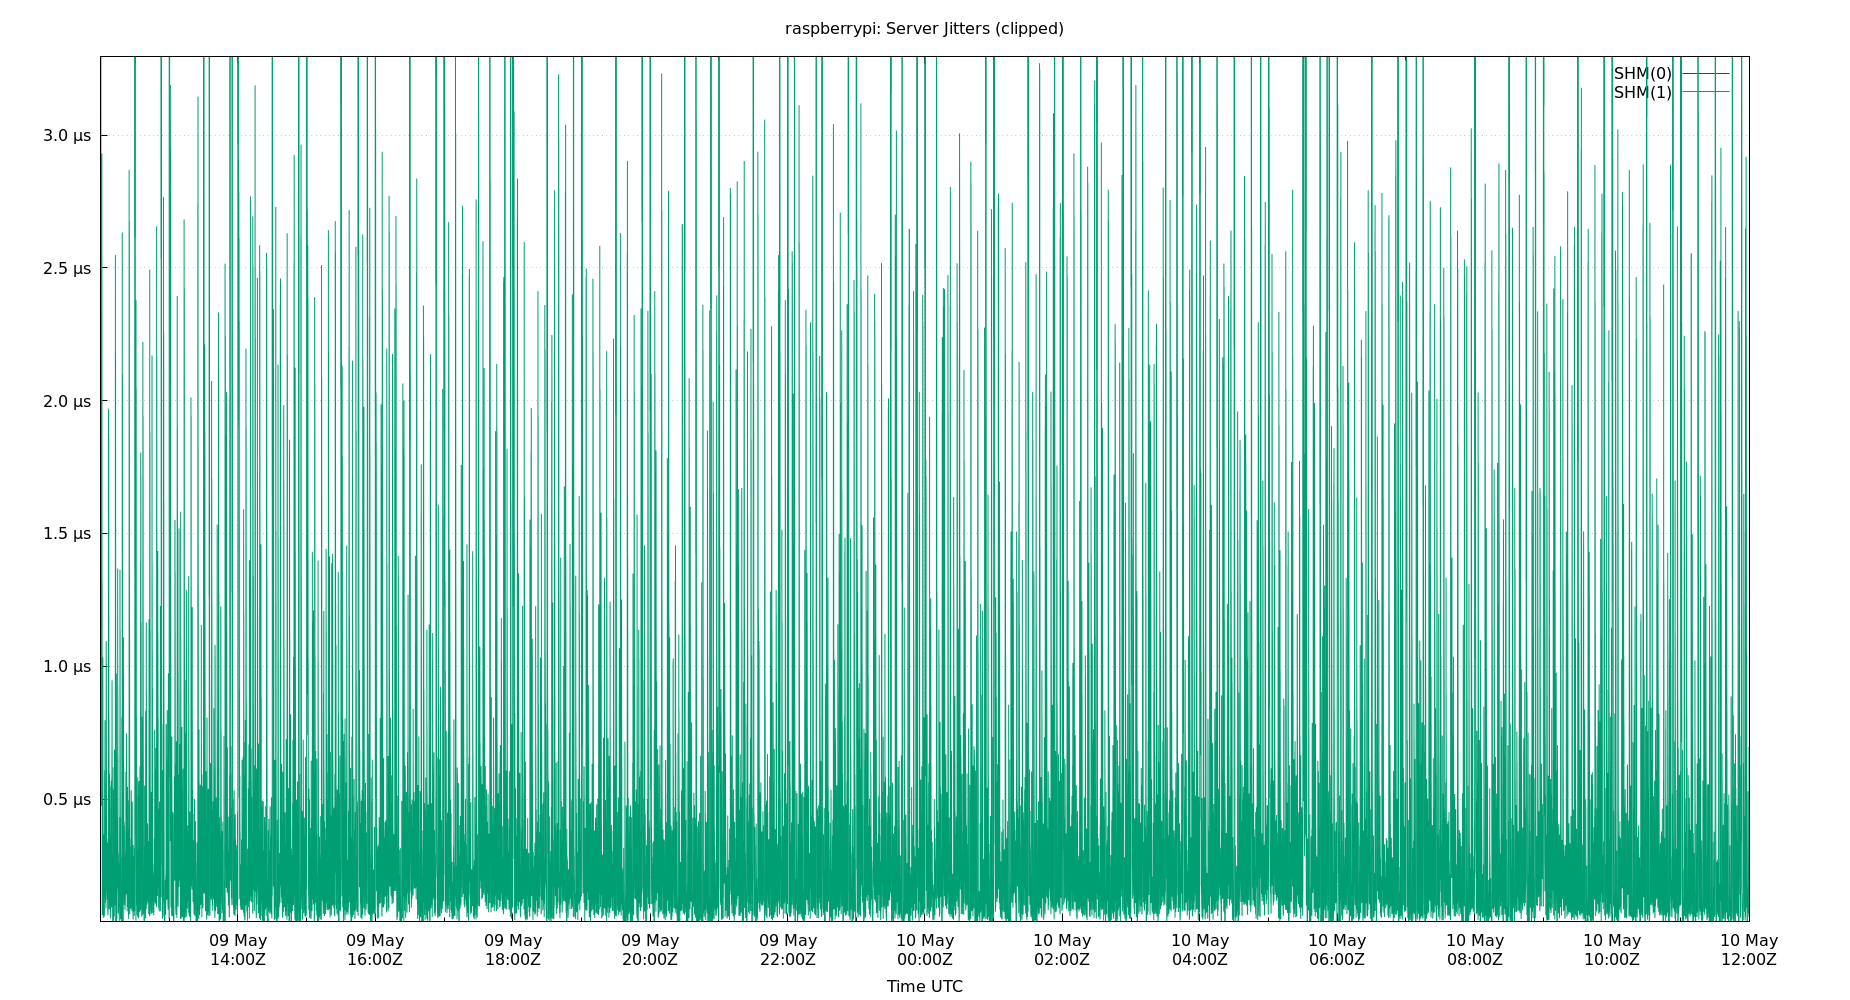 raspberrypi: Server Jitters (clipped)
SHM(0)
SHM(1)
3.0 µs
2.5 µs
2.0 µs
1.5 µs
1.0 µs
0.5 µs
09 May 09 May 09 May 09 May 09 May 10 May 10 May 10 May 10 May 10 May 10 May 10 May
14:00Z 16:00Z 18:00Z 20:00Z 22:00Z 00:00Z 02:00Z 04:00Z 06:00Z 08:00Z 10:00Z 12:00Z
Time UTC